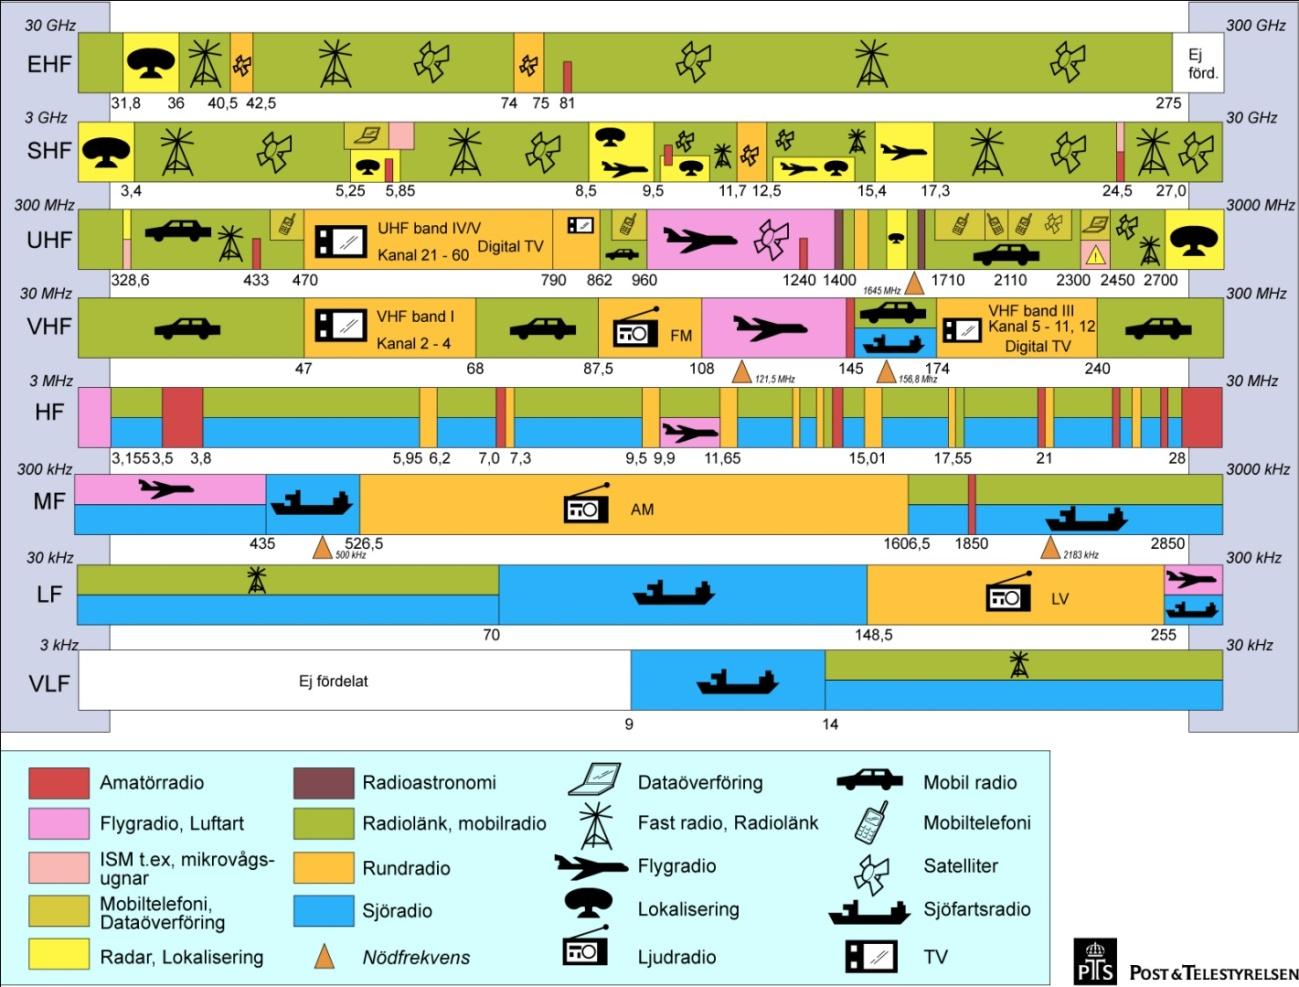 30 GHz
300 GHz
EHF
Ej
förd.
31,8 36 40,5 42,5 74 75 81 275
3 GHz
30 GHz
SHF
3,4 5,25 5,85 8,5 9,5 11,7 12,5 15,4 17,3 24,5 27,0
300 MHz
3000 MHz
UHF
UHF band IV/V
Kanal 21 - 60
Digital TV
328,6 433 470 790 862 960 1240 1400 1710 2110 2300 2450 2700
1645 MHz
30 MHz
300 MHz
VHF
VHF band I
Kanal 2 - 4
FM
VHF band III
Kanal 5 - 11, 12
Digital TV
47 68 87,5 108 145 174 240
121,5 MHz
156,8 Mhz
3 MHz
30 MHz
HF
3,155 3,5 3,8 5,95 6,2 7,0 7,3 9,5 9,9 11,65 15,01 17,55 21 28
300 kHz
3000 kHz
MF
AM
435 526,5 1606,5 1850 2850
500 kHz
2183 kHz
30 kHz
300 kHz
LF
LV
70 148,5 255
3 kHz
30 kHz
VLF
Ej fördelat
9 14
Amatörradio
Flygradio, Luftart
ISM t.ex, mikrovågs-
ugnar
Mobiltelefoni,
Dataöverföring
Radar, Lokalisering
Radioastronomi
Radiolänk, mobilradio
Rundradio
Sjöradio
Nödfrekvens
Dataöverföring
Fast radio, Radiolänk
Flygradio
Lokalisering
Ljudradio
Mobil radio
Mobiltelefoni
Satelliter
Sjöfartsradio
TV
PTS
POST & TELESTYRELSEN